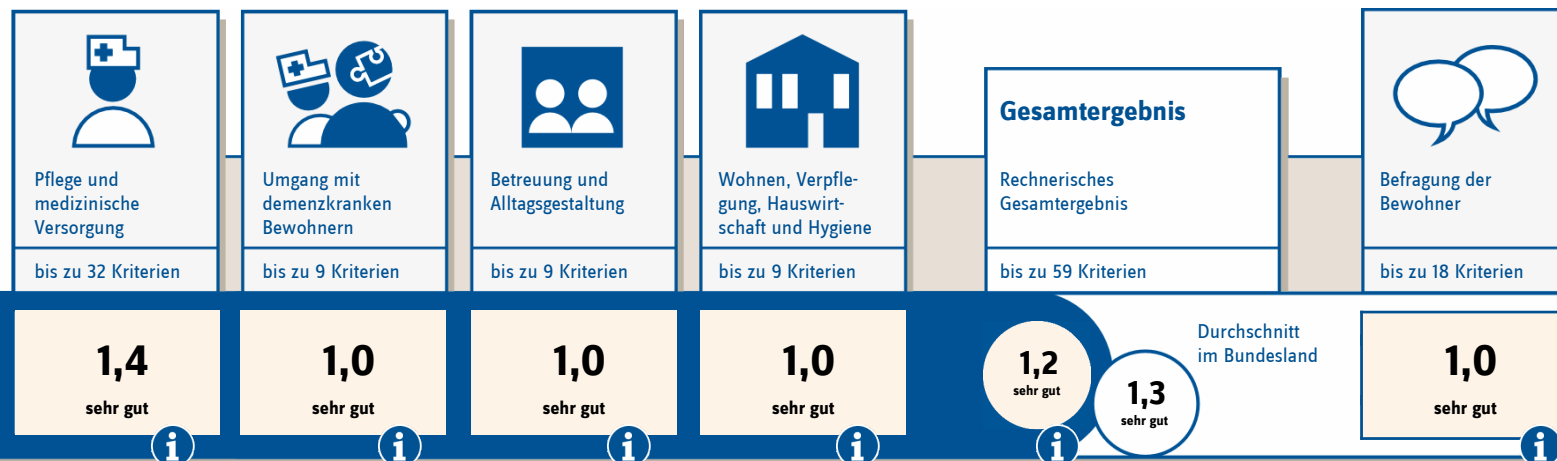 Pflege und
medizinische
Versorgung
bis zu 32 Kriterien
1,4
sehr gut
i
Umgang mit
demenzkranken
Bewohnern
bis zu 9 Kriterien
1,0
sehr gut
i
Betreuung und
Alltagsgestaltung
bis zu 9 Kriterien
1,0
sehr gut
i
Wohnen, Verpfle-
gung, Hauswirt-
schaft und Hygiene
bis zu 9 Kriterien
1,0
sehr gut
i
Gesamtergebnis
Rechnerisches
Gesamtergebnis
bis zu 59 Kriterien
1,2
sehr gut
i
1,3
sehr gut
Durchschnitt
im Bundesland
Befragung der
Bewohner
bis zu 18 Kriterien
1,0
sehr gut
i